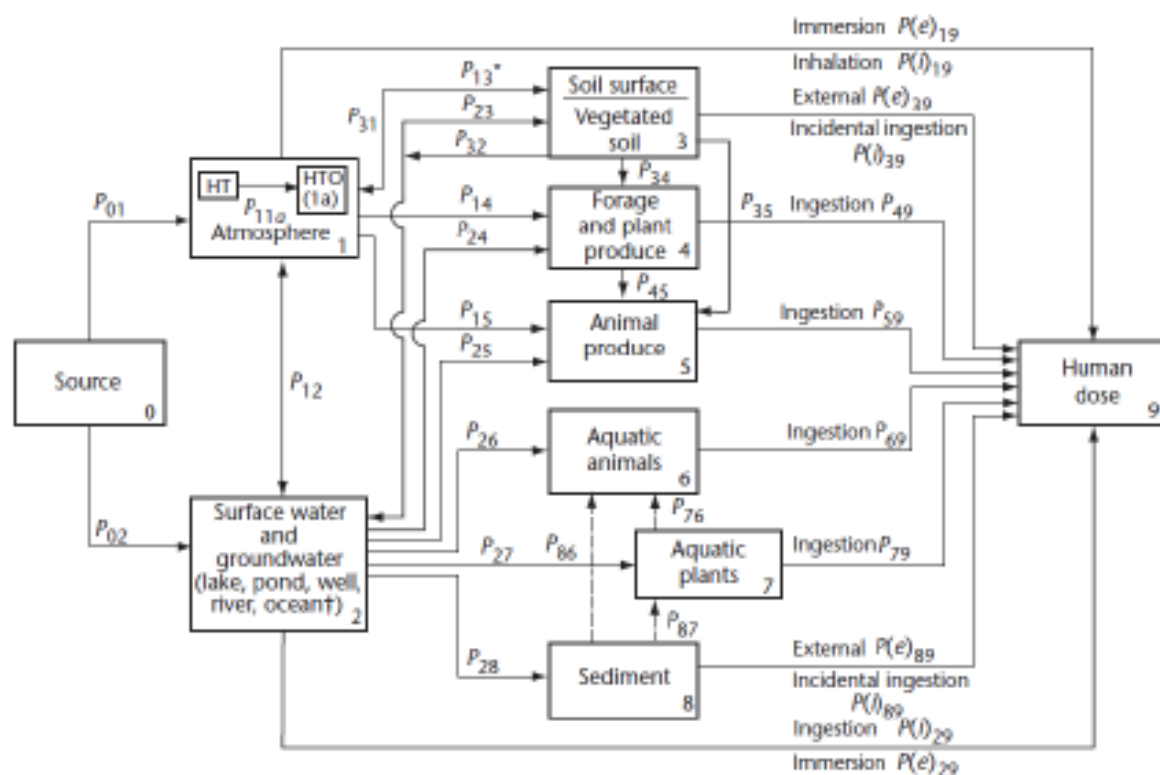 Immersion P(e)19
Inhalation P(i)19
P13*
Soil surface
Vegetated
soil
3
External P(e)39
Incidental ingestion
P(i)39
P31
P23
P32
P34
HT
HTO
(1a)
P11a
Atmosphere
1
P01
P14
P24
Forage
and plant
produce
4
P35
Ingestion P49
P45
P15
P25
Animal
produce
5
Ingestion P59
Source
0
P12
Human
dose
9
P26
Aquatic
animals
6
Ingestion P69
P02
Surface water
and
groundwater
(lake, pond, well,
river, ocean†)
2
P76
P27
P86
Aquatic
plants
7
Ingestion P79
P87
P28
Sediment
8
External P(e)89
Incidental ingestion
P(i)89
Ingestion P(i)29
Immersion P(e)29